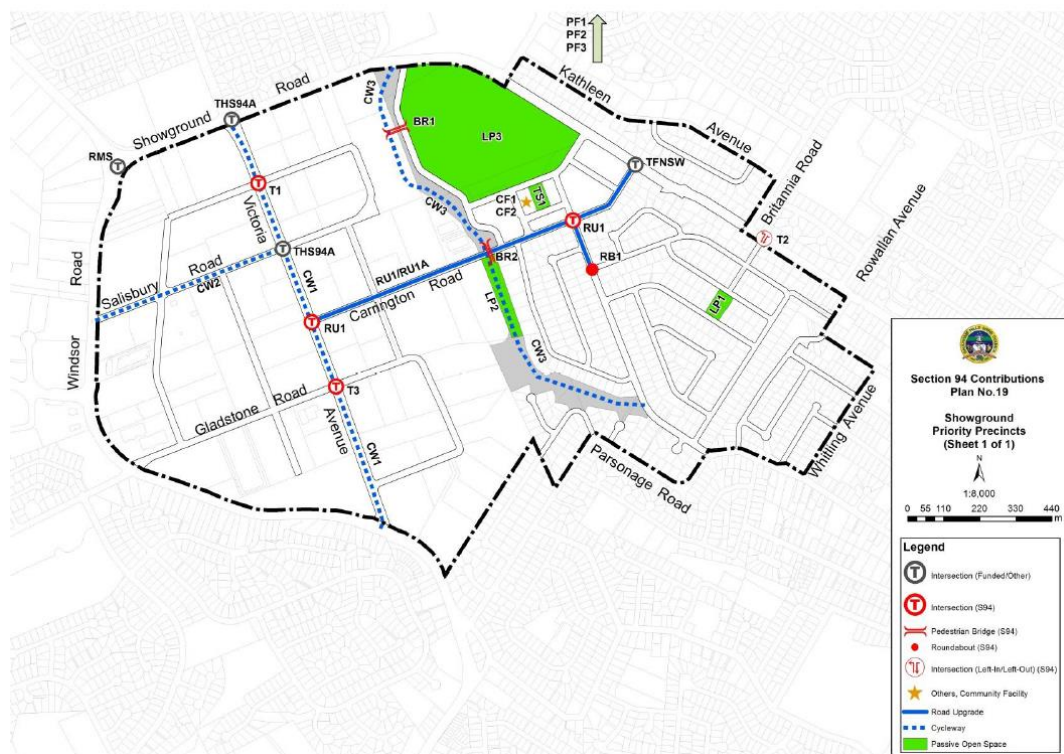 PF1
PF2
PF3
Kathleen
Avenue
Showground Road
THS94A
RMS
CW3
BR1
LP3
TFNSW
Britannia Road
T2
Rowallan Avenue
T1
Victoria
CF1
CF2
TS1
CW3
RU1
THS94A
Salisbury Road
CW2
CW1
RU1/RU1A
Carrington Road
BR2
RB1
LP2
LP1
RU1
CW3
Windsor Road
T3
Gladstone Road
Avenue
CW1
Parsonage Road
Whitling Avenue
Section 94 Contributions
Plan No.19
Showground
Priority Precincts
(Sheet 1 of 1)
N
1:8,000
0 55 110 220 330 440
m
Legend
T Intersection (Funded/Other)
T Intersection (S94)
Pedestrian Bridge (S94)
Roundabout (S94)
Intersection (Left-In/Left-Out) (S94)
Others, Community Facility
Road Upgrade
Cycleway
Passive Open Space